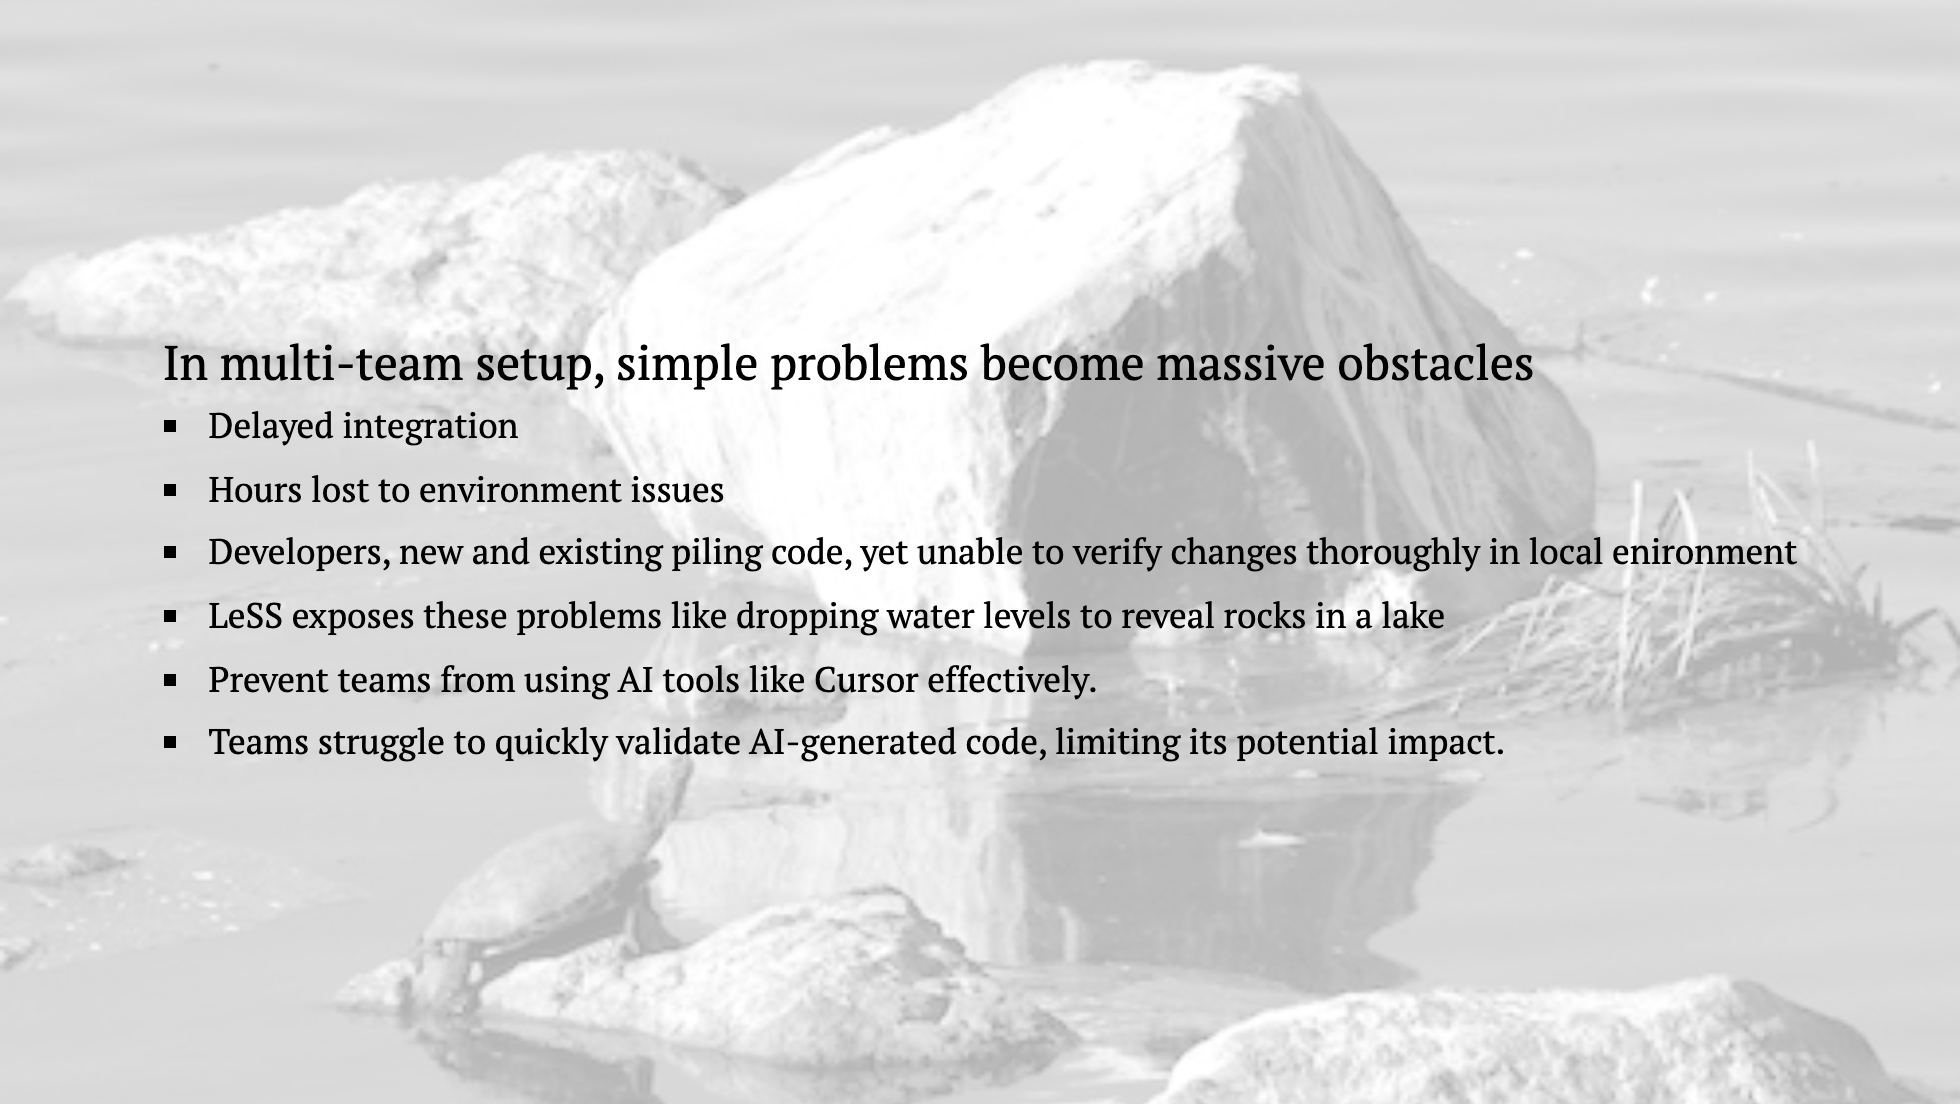 In multi-team setup, simple problems become massive obstacles
▪ Delayed integration
▪ Hours lost to environment issues
▪ Developers, new and existing piling code, yet unable to verify changes thoroughly in local enironment
▪ LeSS exposes these problems like dropping water levels to reveal rocks in a lake
▪ Prevent teams from using AI tools like Cursor effectively.
▪ Teams struggle to quickly validate AI-generated code, limiting its potential impact.